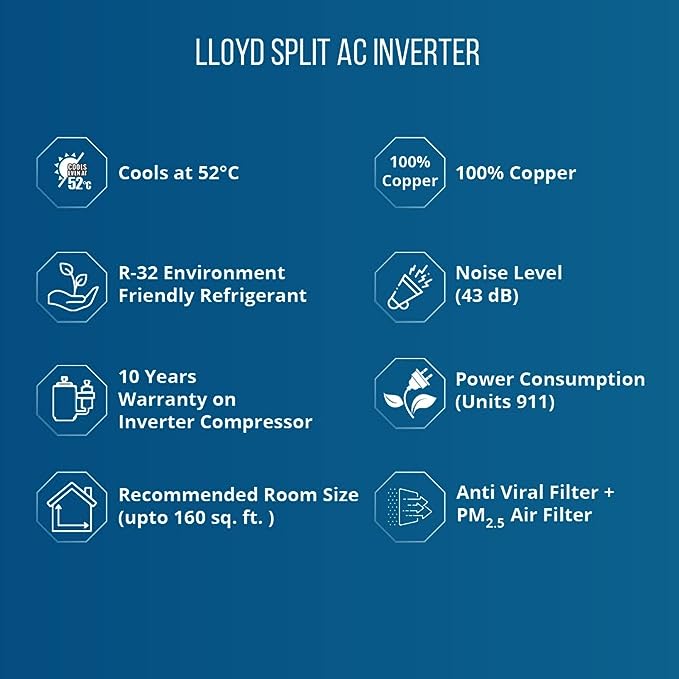 LLOYD SPLIT AC INVERTER
COOLS
EVEN AT
52°C
Cools at 52°C
100%
Copper
100% Copper
R-32 Environment
Friendly Refrigerant
Noise Level
(43 dB)
10 Years
Warranty on
Inverter Compressor
Power Consumption
(Units 911)
Recommended Room Size
(upto 160 sq. ft. )
Anti Viral Filter +
PM2.5 Air Filter